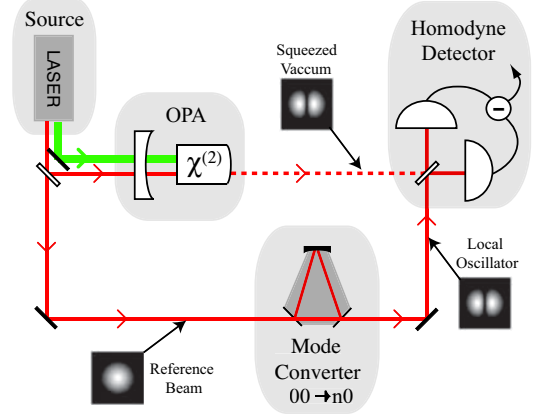 Source
LASER
OPA
χ(2)
Squeezed
Vaccum
Homodyne
Detector
−
Local
Oscillator
Reference
Beam
Mode
Converter
00 → n0